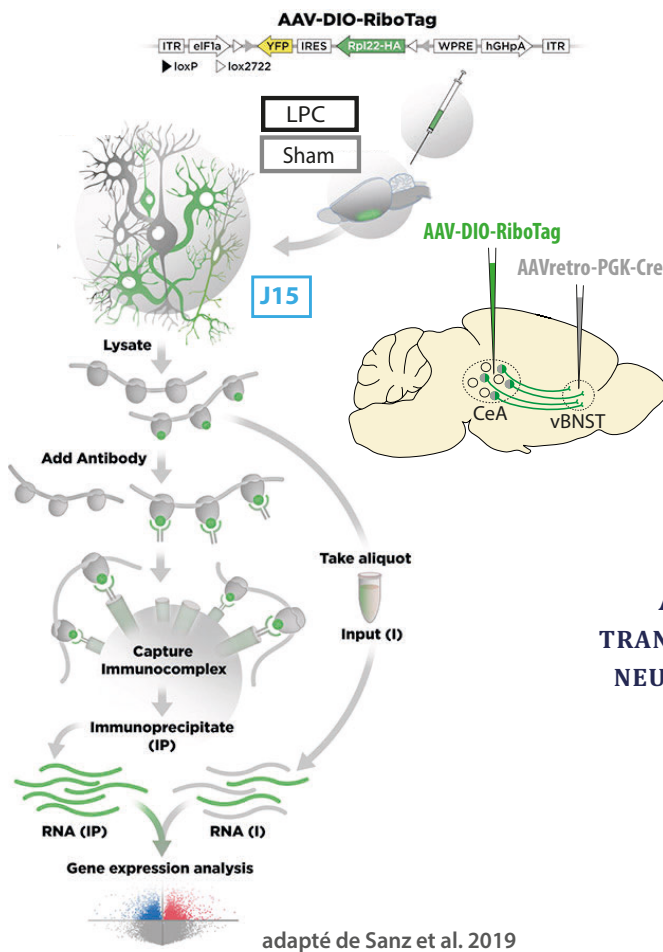 AAV-DIO-RiboTag
ITR eIF1a YFP IRES Rpl22-HA WPRE hGHpA ITR
loxP lox2722
LPC
Sham
AAV-DIO-RiboTag
AAVretro-PGK-Cre
J15
CeA
vBNST
Lysate
Add Antibody
Take aliquot
Input (I)
Capture
Immunocomplex
Immunoprecipitate
(IP)
RNA (IP)
RNA (I)
Gene expression analysis
adapté de Sanz et al. 2019
A
TRAN
NEU